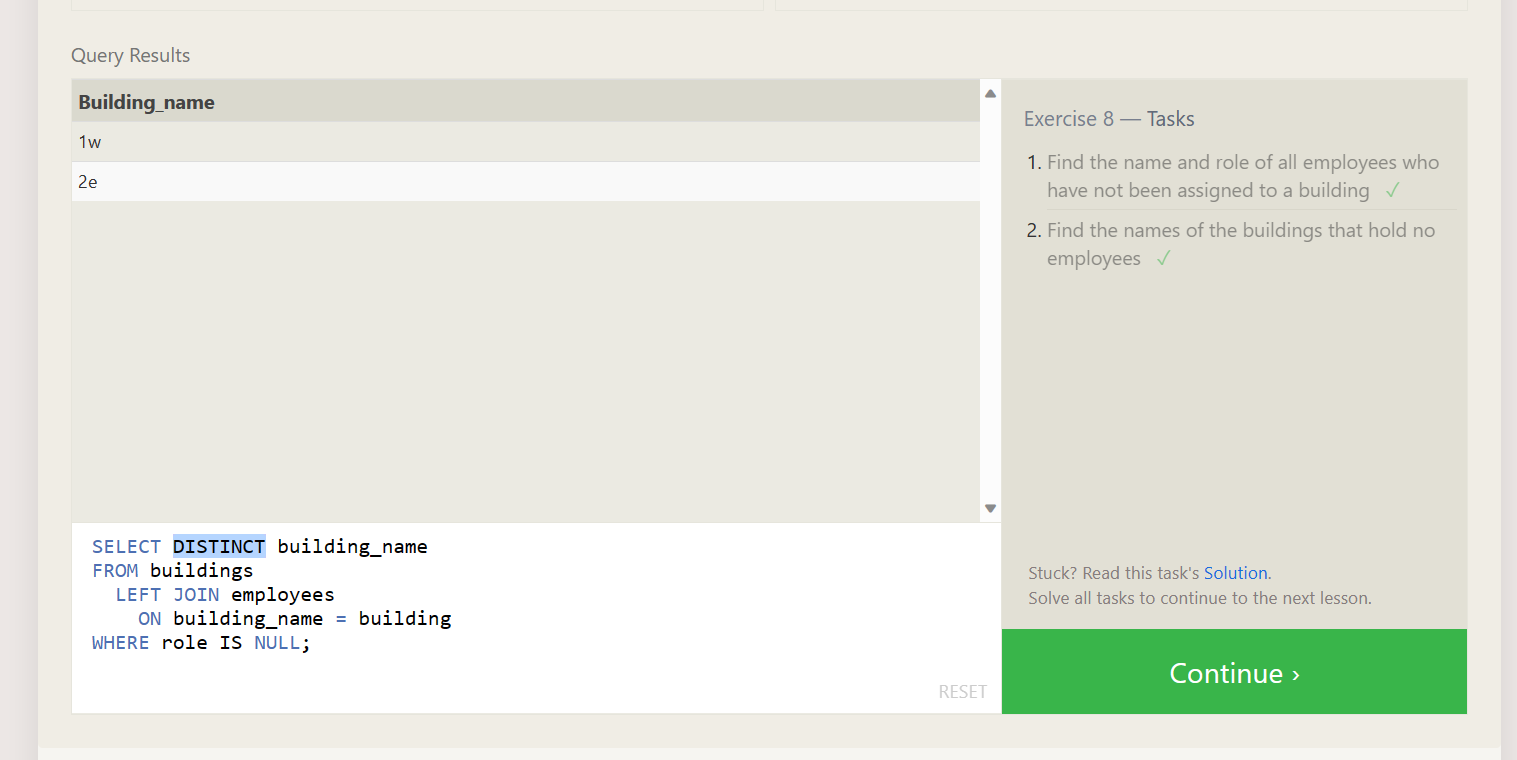 Query Results
Building_name
1w
2e
SELECT DISTINCT building_name
FROM buildings
  LEFT JOIN employees
    ON building_name = building
WHERE role IS NULL;
RESET
Exercise 8 — Tasks
1. Find the name and role of all employees who
have not been assigned to a building ✓
2. Find the names of the buildings that hold no
employees ✓
Stuck? Read this task's Solution.
Solve all tasks to continue to the next lesson.
Continue ›